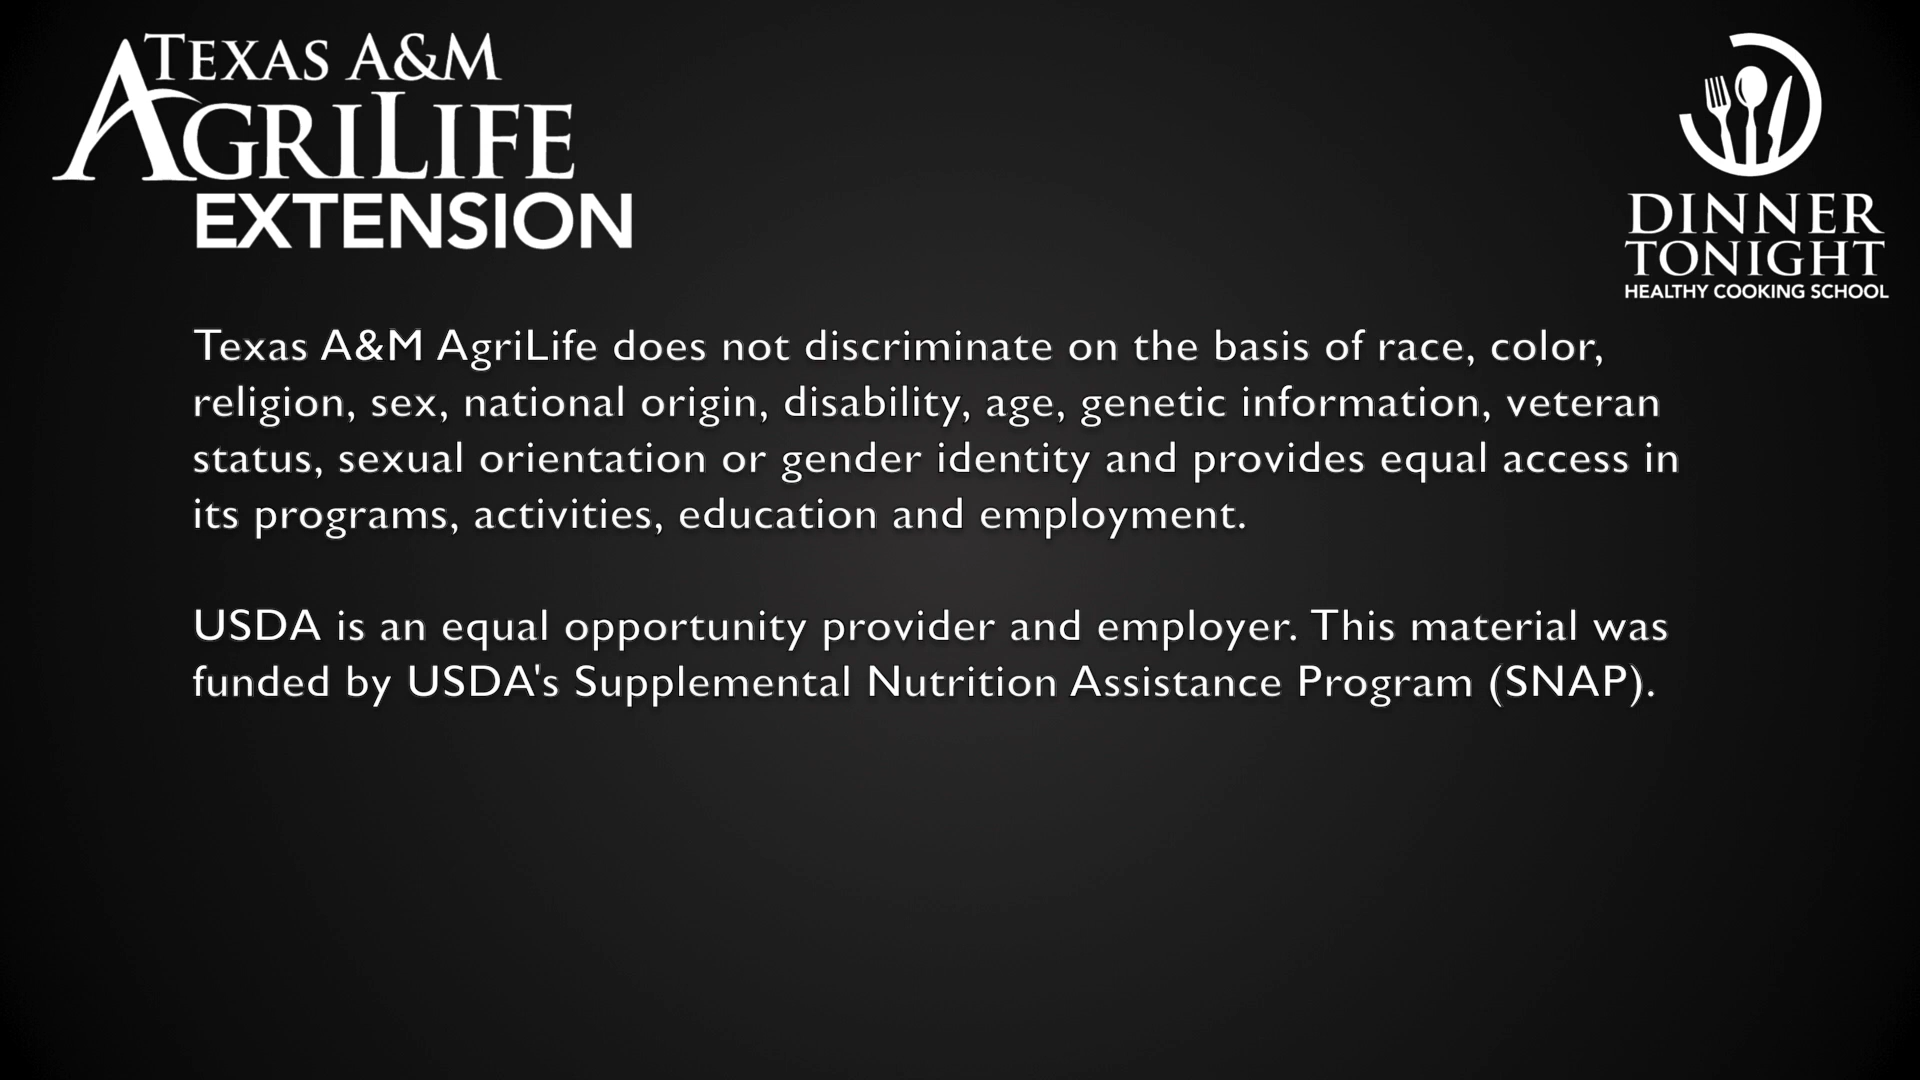 TEXAS A&M
AGRILIFE
EXTENSION
DINNER
TONIGHT
HEALTHY COOKING SCHOOL
Texas A&M AgriLife does not discriminate on the basis of race, color,
religion, sex, national origin, disability, age, genetic information, veteran
status, sexual orientation or gender identity and provides equal access in
its programs, activities, education and employment.
USDA is an equal opportunity provider and employer. This material was
funded by USDA's Supplemental Nutrition Assistance Program (SNAP).